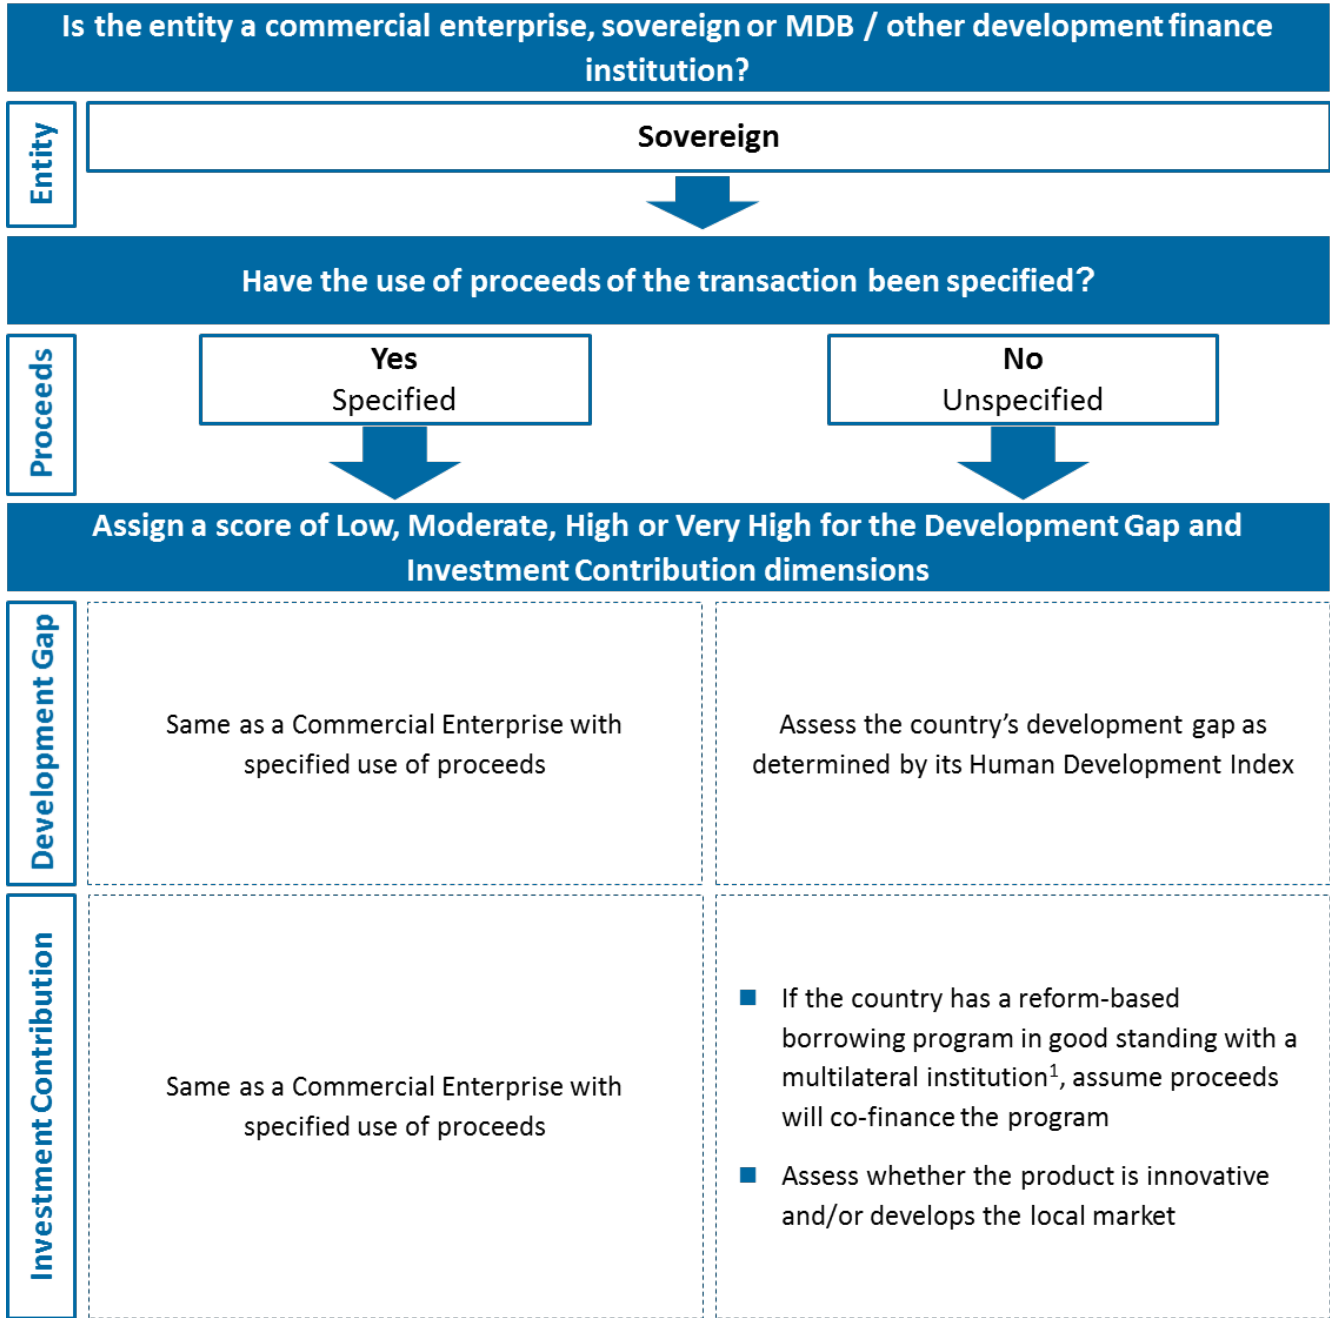 Is the entity a commercial enterprise, sovereign or MDB / other development finance
institution?
Entity
Sovereign
Have the use of proceeds of the transaction been specified?
Proceeds
Yes
Specified
No
Unspecified
Assign a score of Low, Moderate, High or Very High for the Development Gap and
Investment Contribution dimensions
Development Gap
Same as a Commercial Enterprise with
specified use of proceeds
Assess the country’s development gap as
determined by its Human Development Index
Investment Contribution
Same as a Commercial Enterprise with
specified use of proceeds
■ If the country has a reform-based
borrowing program in good standing with a
multilateral institution¹, assume proceeds
will co-finance the program
■ Assess whether the product is innovative
and/or develops the local market